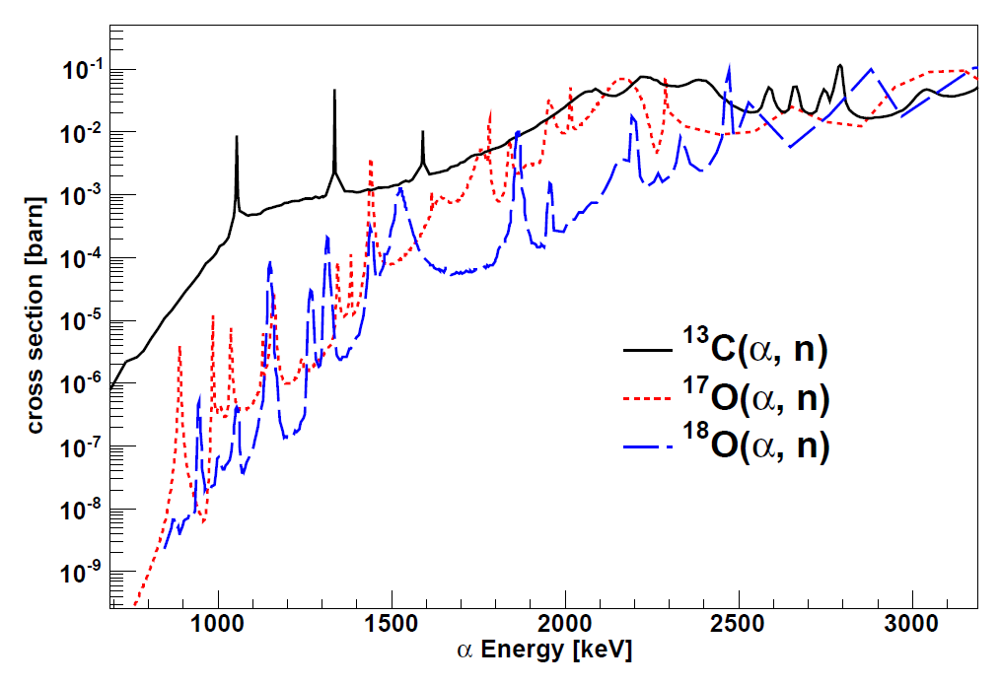 cross section [barn]
10⁻¹
10⁻²
10⁻³
10⁻⁴
10⁻⁵
10⁻⁶
10⁻⁷
10⁻⁸
10⁻⁹
¹³C(α, n)
¹⁷O(α, n)
¹⁸O(α, n)
1000 1500 2000 2500 3000
α Energy [keV]